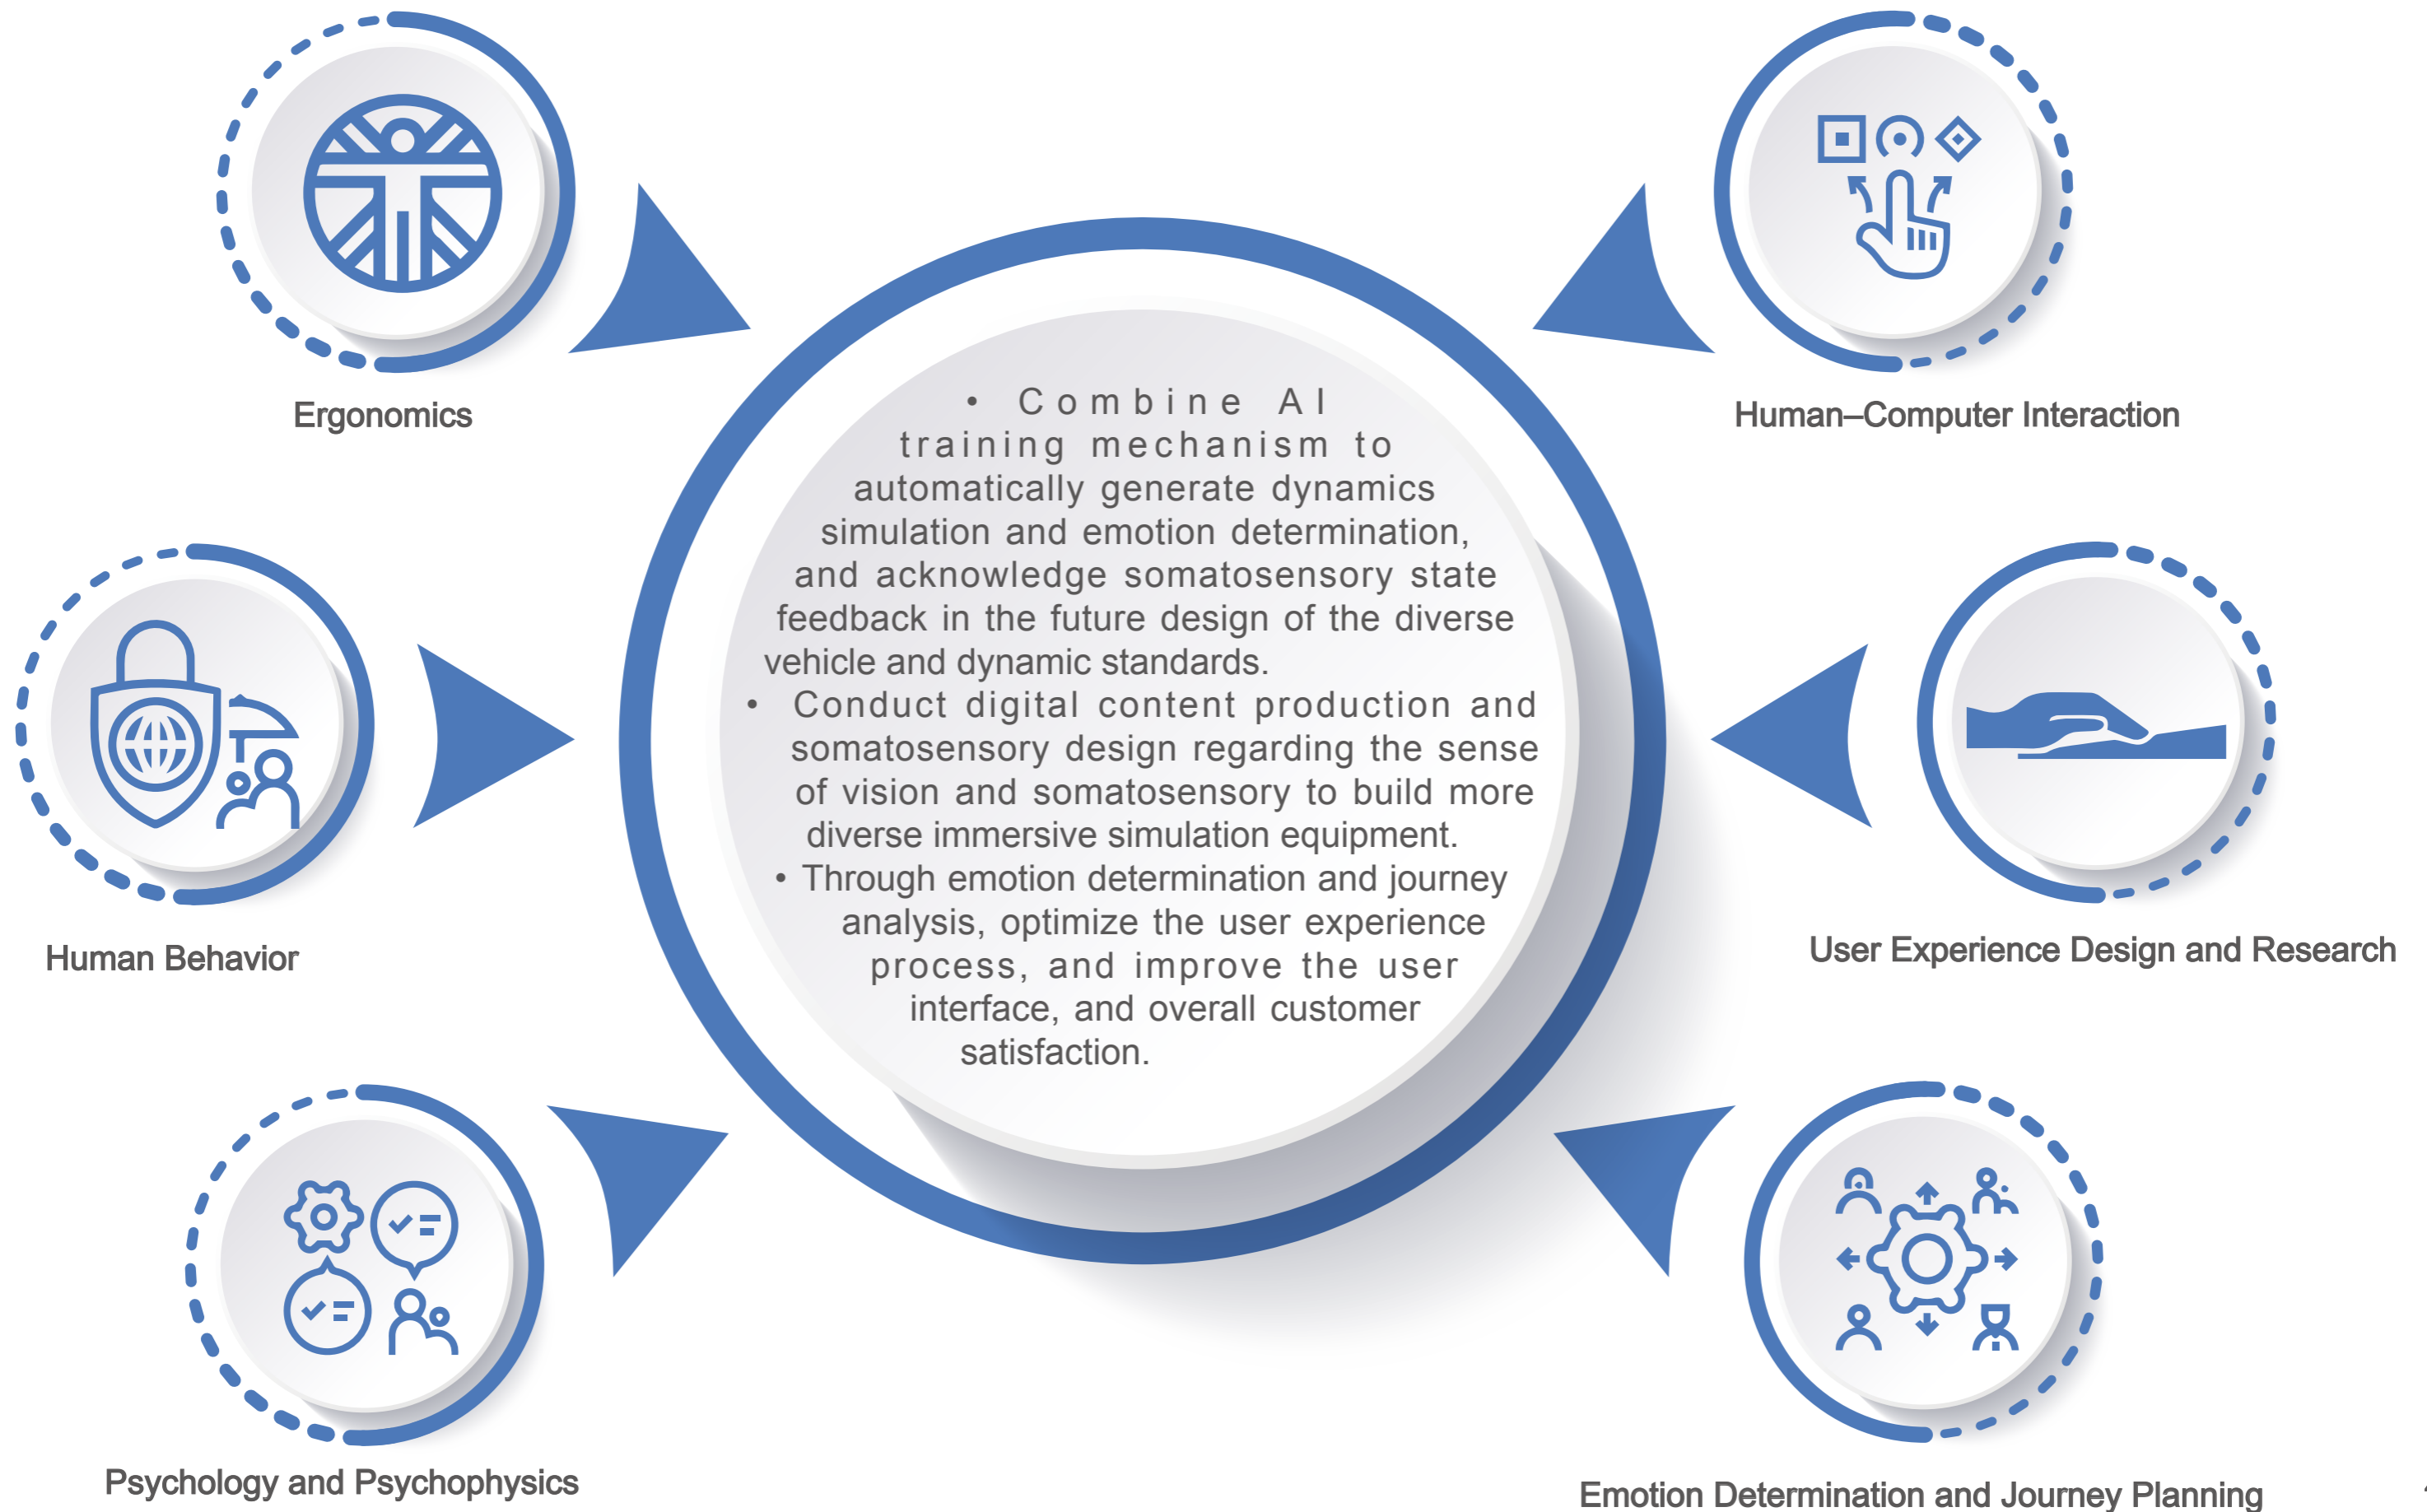 Ergonomics
Human–Computer Interaction
• Combine AI
training mechanism to
automatically generate dynamics
simulation and emotion determination,
and acknowledge somatosensory state
feedback in the future design of the diverse
vehicle and dynamic standards.
• Conduct digital content production and
somatosensory design regarding the sense
of vision and somatosensory to build more
diverse immersive simulation equipment.
• Through emotion determination and journey
analysis, optimize the user experience
process, and improve the user
interface, and overall customer
satisfaction.
Human Behavior
User Experience Design and Research
Psychology and Psychophysics
Emotion Determination and Journey Planning